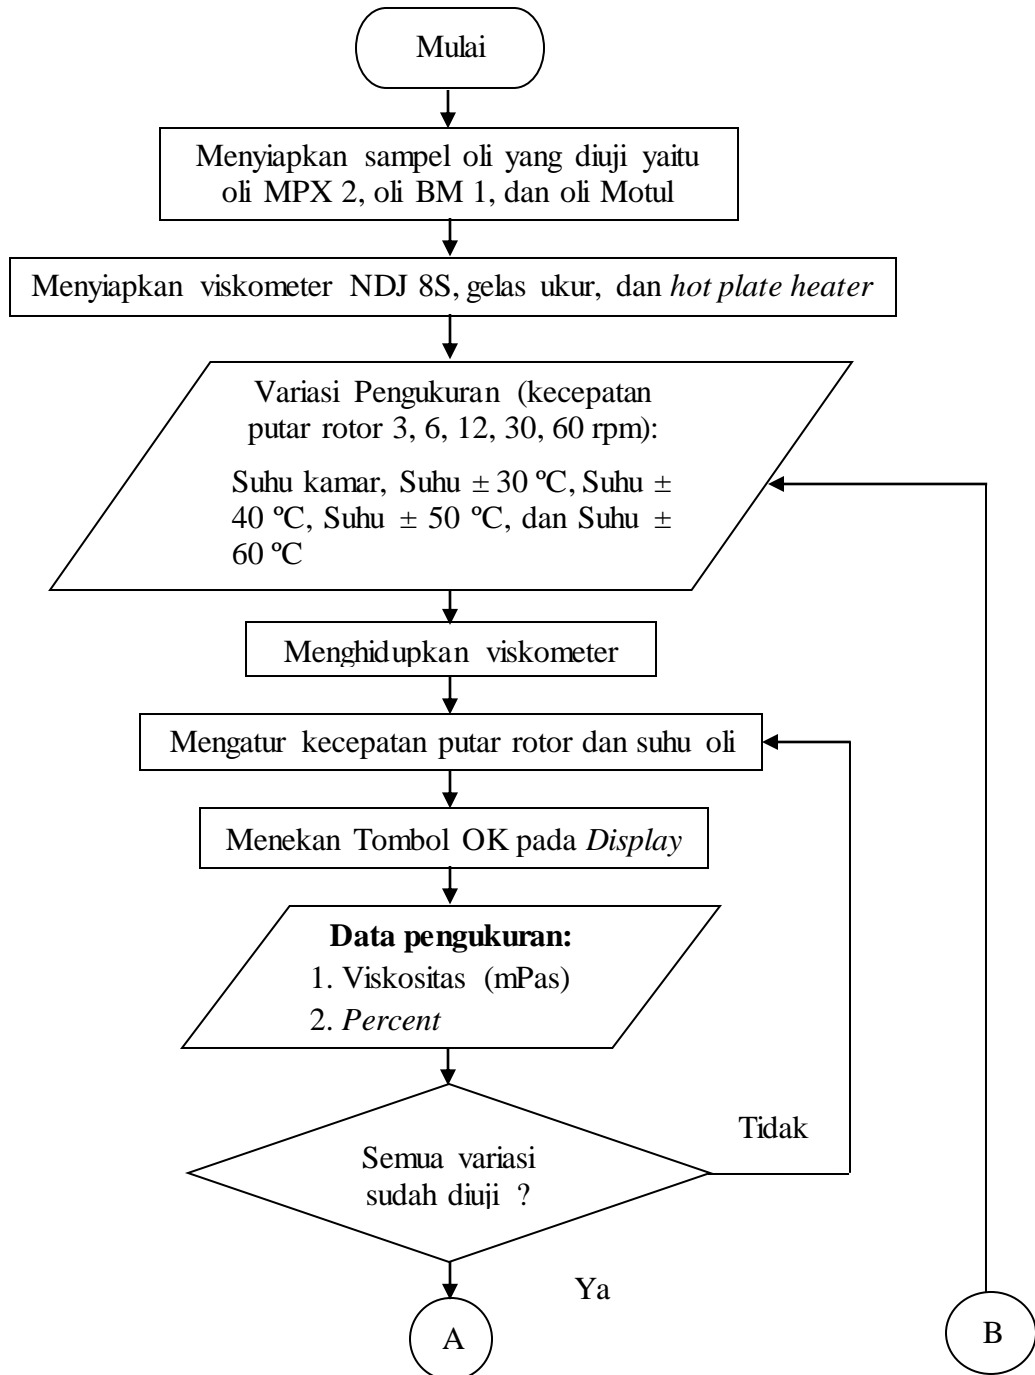 Mulai
Menyiapkan sampel oli yang diuji yaitu
oli MPX 2, oli BM 1, dan oli Motul
Menyiapkan viskometer NDJ 8S, gelas ukur, dan hot plate heater
Variasi Pengukuran (kecepatan
putar rotor 3, 6, 12, 30, 60 rpm):
Suhu kamar, Suhu ± 30 ºC, Suhu ±
40 ºC, Suhu ± 50 ºC, dan Suhu ±
60 ºC
Menghidupkan viskometer
Mengatur kecepatan putar rotor dan suhu oli
Menekan Tombol OK pada Display
Data pengukuran:
1. Viskositas (mPas)
2. Percent
Tidak
Semua variasi
sudah diuji ?
Ya
A
B